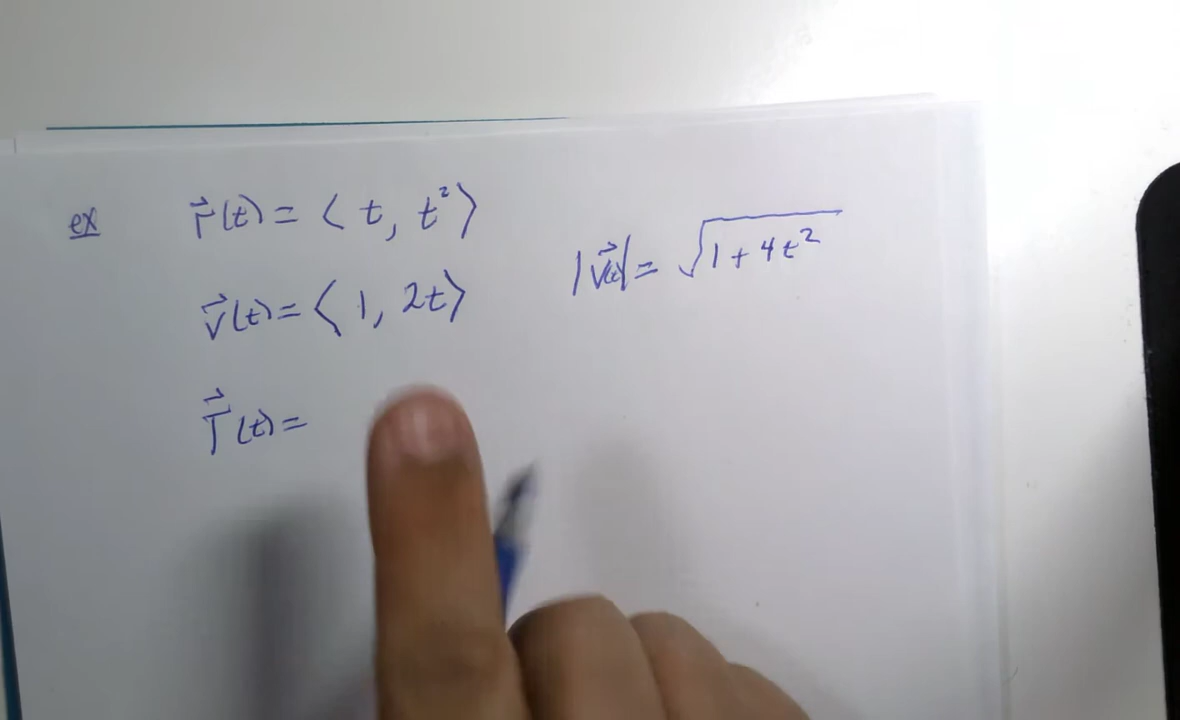 ex r⃗(t) = ⟨ t, t² ⟩
v⃗(t) = ⟨ 1, 2t ⟩
|v⃗(t)| = √(1 + 4t²)
T⃗(t) =